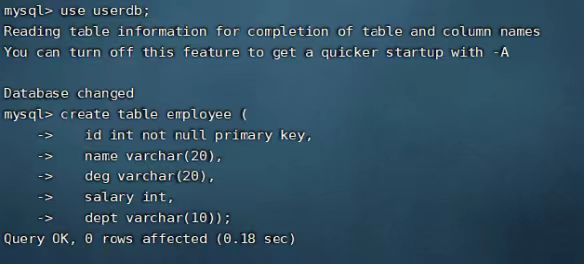 mysql> use userdb;
Reading table information for completion of table and column names
You can turn off this feature to get a quicker startup with -A
Database changed
mysql> create table employee (
    ->    id int not null primary key,
    ->    name varchar(20),
    ->    deg varchar(20),
    ->    salary int,
    ->    dept varchar(10));
Query OK, 0 rows affected (0.18 sec)